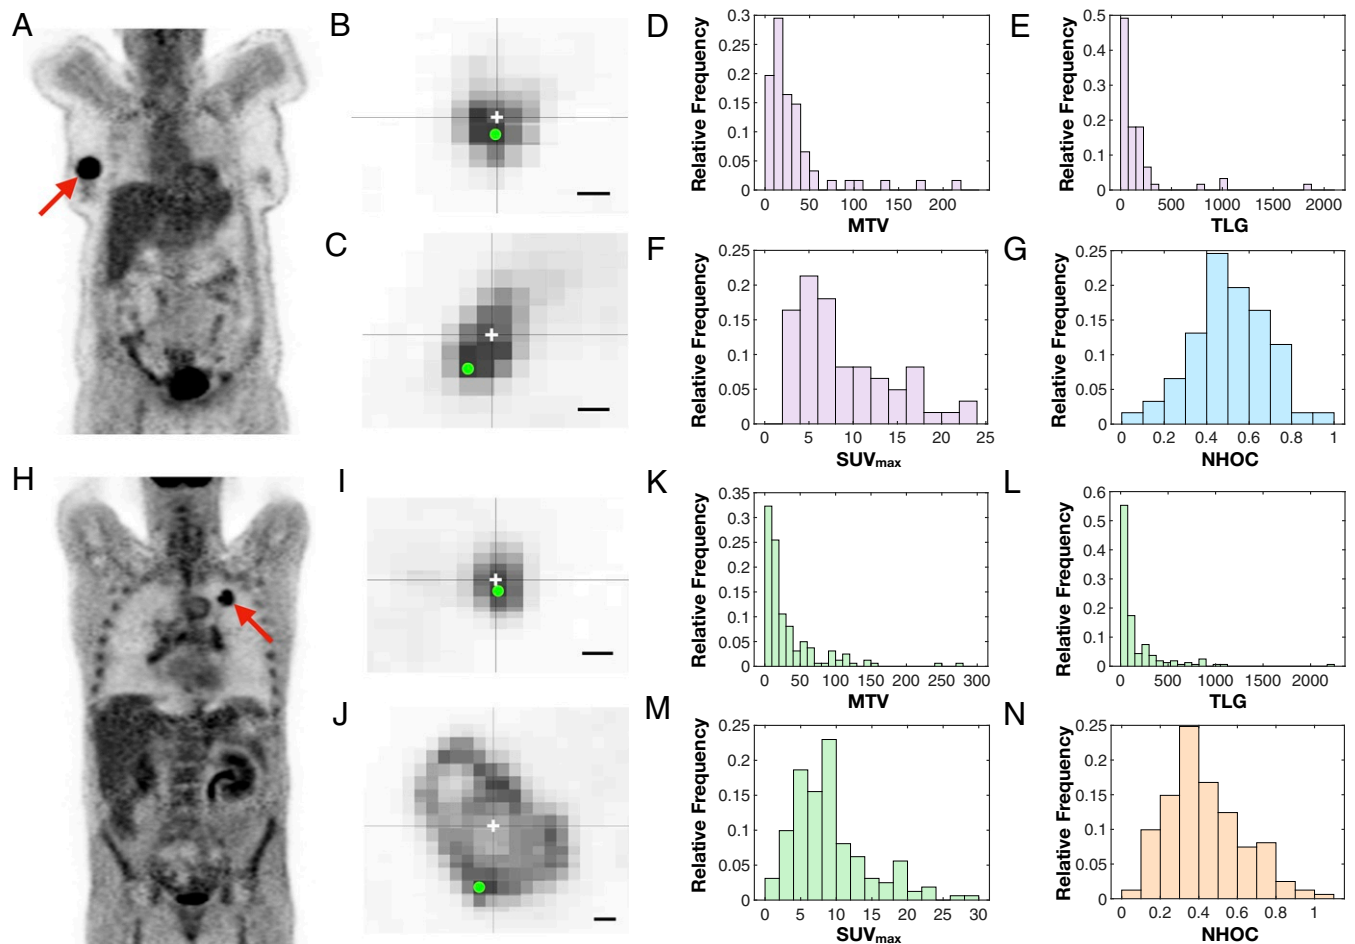 A
B
C
D
0.3
0.25
0.2
0.15
0.1
0.05
0
Relative Frequency
0 50 100 150 200
MTV
E
0.5
0.4
0.3
0.2
0.1
0
Relative Frequency
0 500 1000 1500 2000
TLG
F
0.25
0.2
0.15
0.1
0.05
0
Relative Frequency
0 5 10 15 20 25
SUVmax
G
0.25
0.2
0.15
0.1
0.05
0
Relative Frequency
0 0.2 0.4 0.6 0.8 1
NHOC
H
I
J
K
0.35
0.3
0.25
0.2
0.15
0.1
0.05
0
Relative Frequency
0 50 100 150 200 250 300
MTV
L
0.6
0.5
0.4
0.3
0.2
0.1
0
Relative Frequency
0 500 1000 1500 2000
TLG
M
0.25
0.2
0.15
0.1
0.05
0
Relative Frequency
0 5 10 15 20 25 30
SUVmax
N
0.25
0.2
0.15
0.1
0.05
0
Relative Frequency
0 0.2 0.4 0.6 0.8 1
NHOC